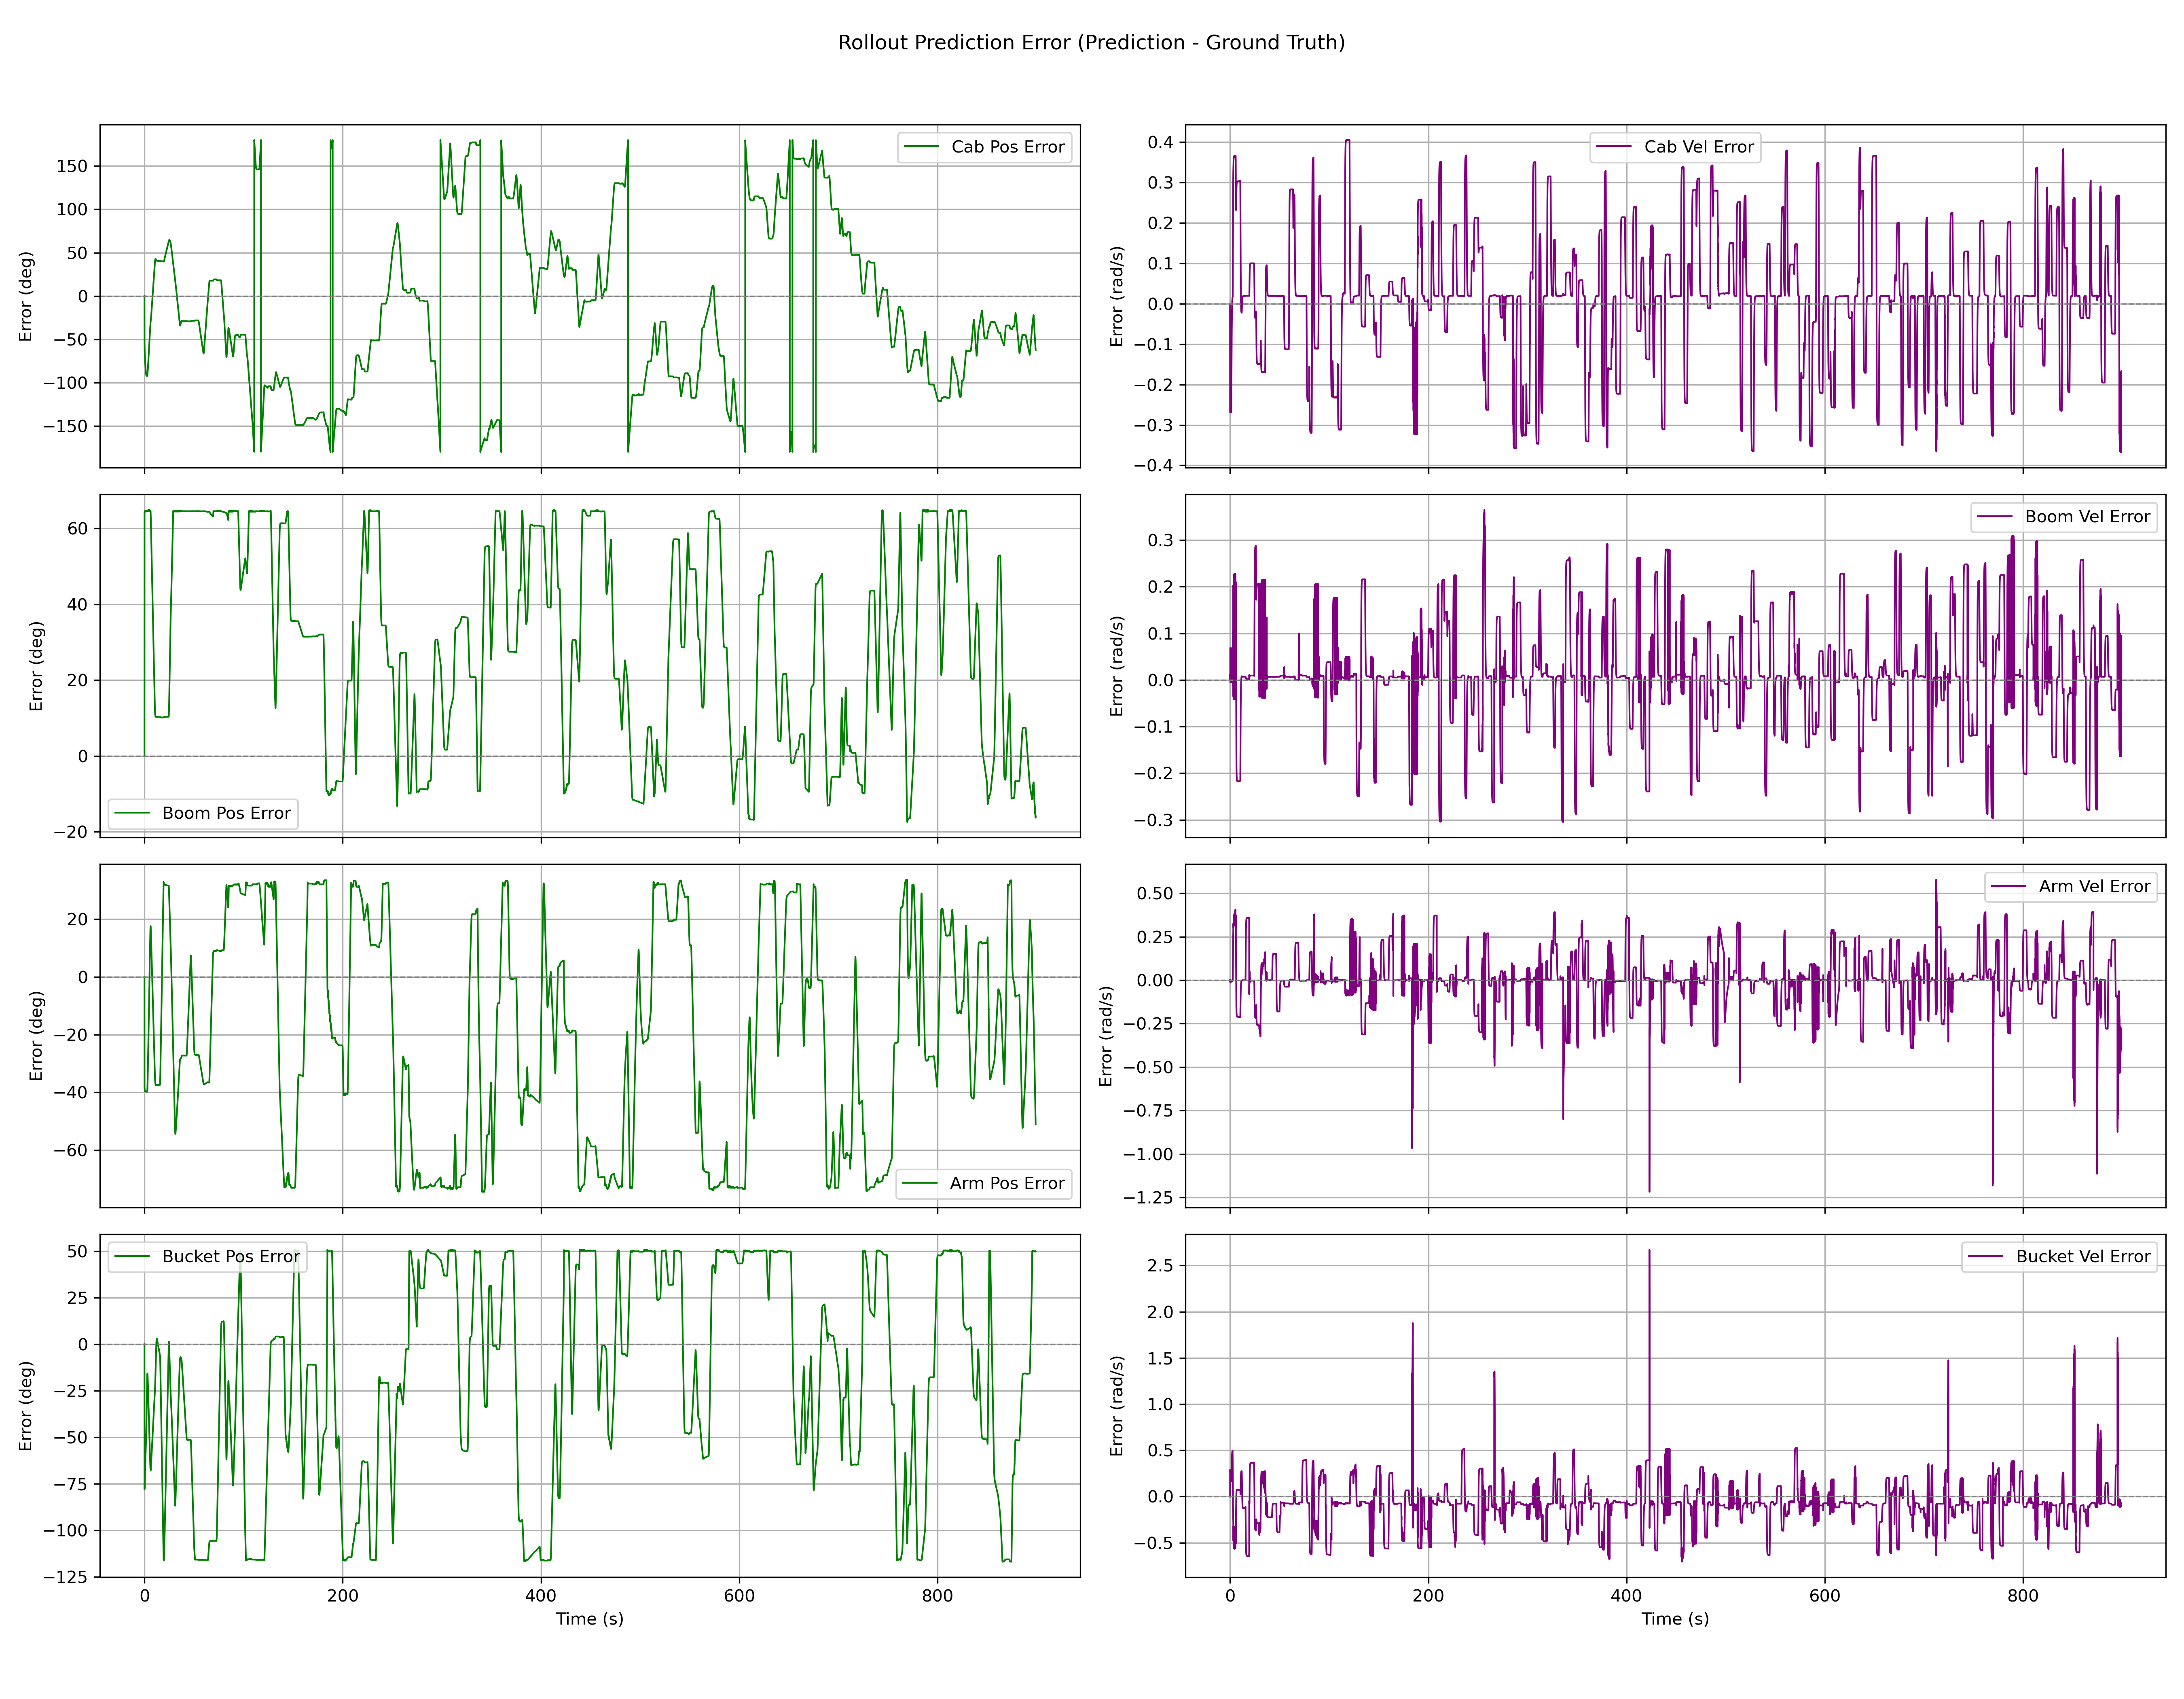 Rollout Prediction Error (Prediction - Ground Truth)
Cab Pos Error
150
100
50
0
−50
−100
−150
Error (deg)
Cab Vel Error
0.4
0.3
0.2
0.1
0.0
−0.1
−0.2
−0.3
−0.4
Error (rad/s)
Boom Pos Error
60
40
20
0
−20
Error (deg)
Boom Vel Error
0.3
0.2
0.1
0.0
−0.1
−0.2
−0.3
Error (rad/s)
Arm Pos Error
20
0
−20
−40
−60
Error (deg)
Arm Vel Error
0.50
0.25
0.00
−0.25
−0.50
−0.75
−1.00
−1.25
Error (rad/s)
Bucket Pos Error
50
25
0
−25
−50
−75
−100
−125
Error (deg)
0 200 400 600 800
Time (s)
Bucket Vel Error
2.5
2.0
1.5
1.0
0.5
0.0
−0.5
Error (rad/s)
0 200 400 600 800
Time (s)